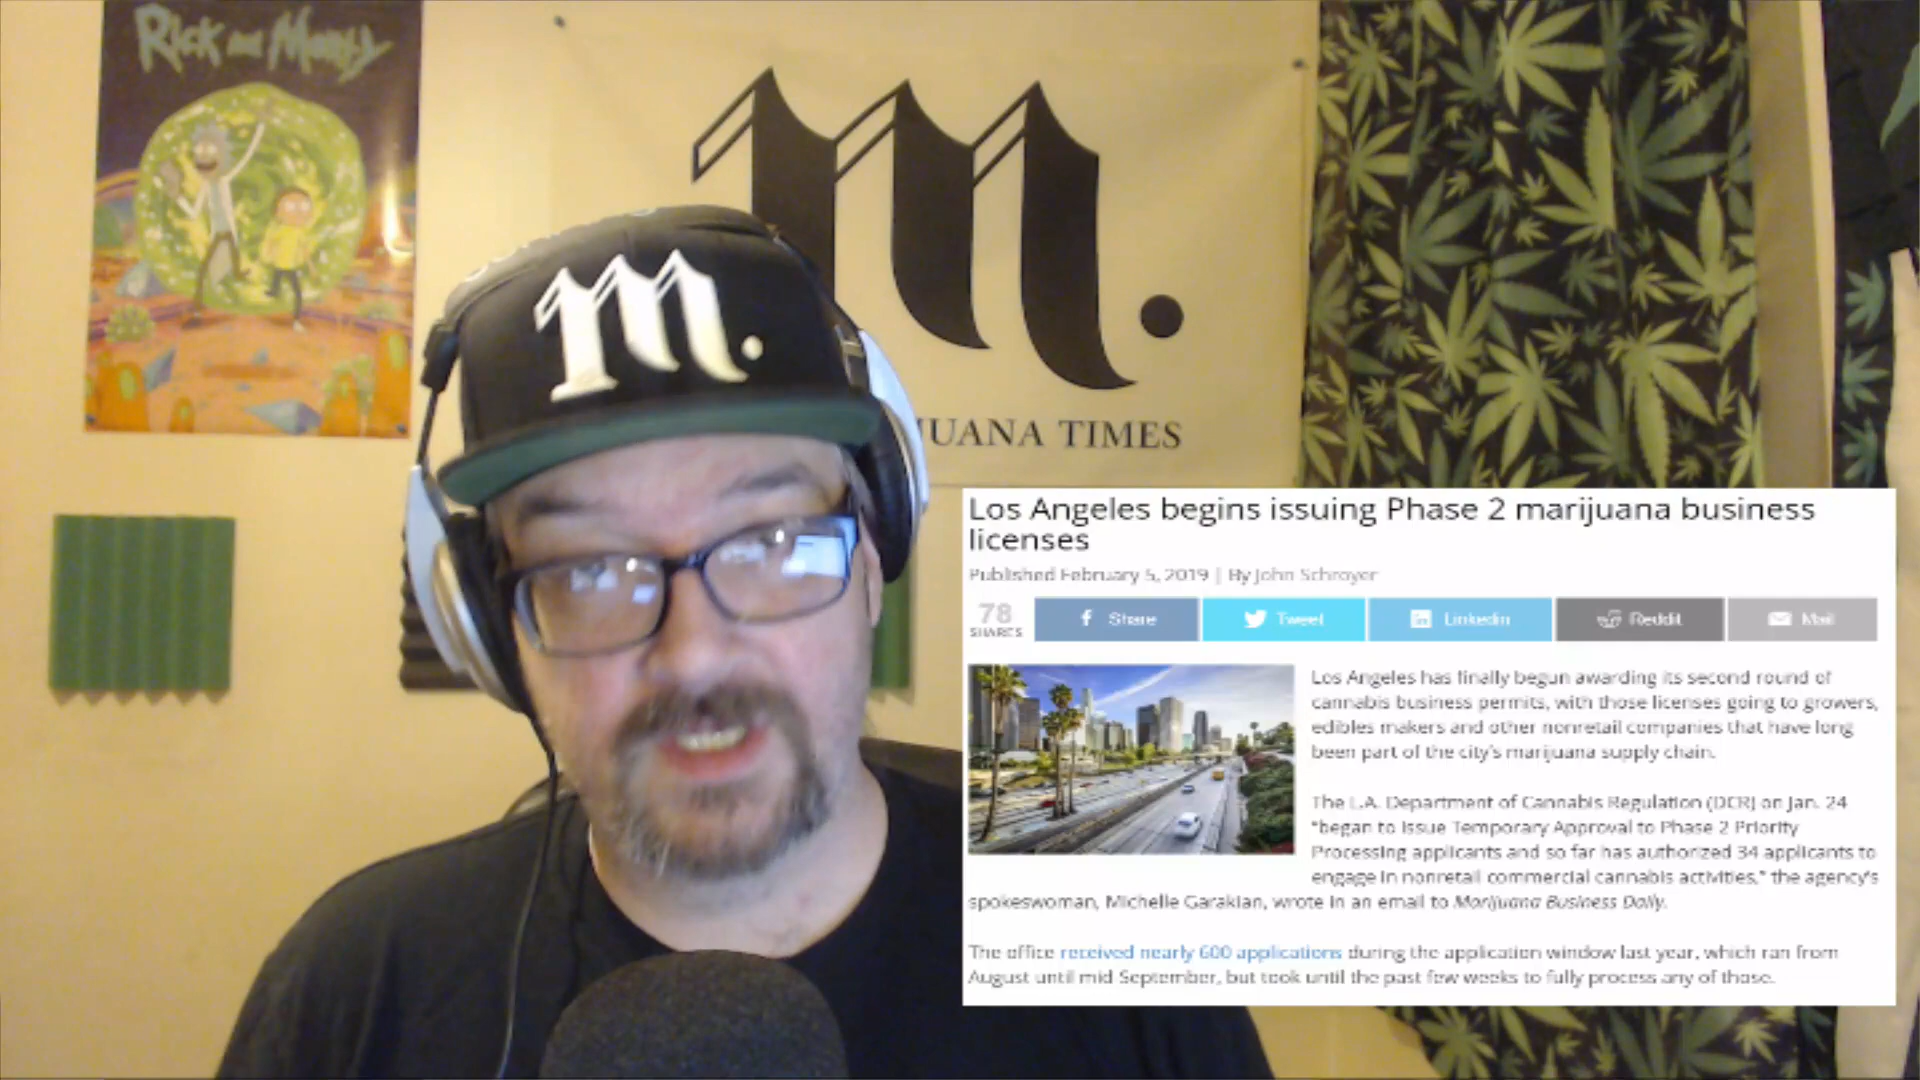 Rick and Morty
m.
m.
JUANA TIMES
Los Angeles begins issuing Phase 2 marijuana business
licenses
Published February 5, 2019 | By John Schroyer
78
SHARES
Share
Tweet
Linkedin
Reddit
Mail
Los Angeles has finally begun awarding its second round of
cannabis business permits, with those licenses going to growers,
edibles makers and other nonretail companies that have long
been part of the city's marijuana supply chain.
The L.A. Department of Cannabis Regulation (DCR) on Jan. 24
"began to issue Temporary Approval to Phase 2 Priority
Processing applicants and so far has authorized 34 applicants to
engage in nonretail commercial cannabis activities," the agency's
spokeswoman, Michelle Garakian, wrote in an email to Marijuana Business Daily.
The office received nearly 600 applications during the application window last year, which ran from
August until mid September, but took until the past few weeks to fully process any of those.